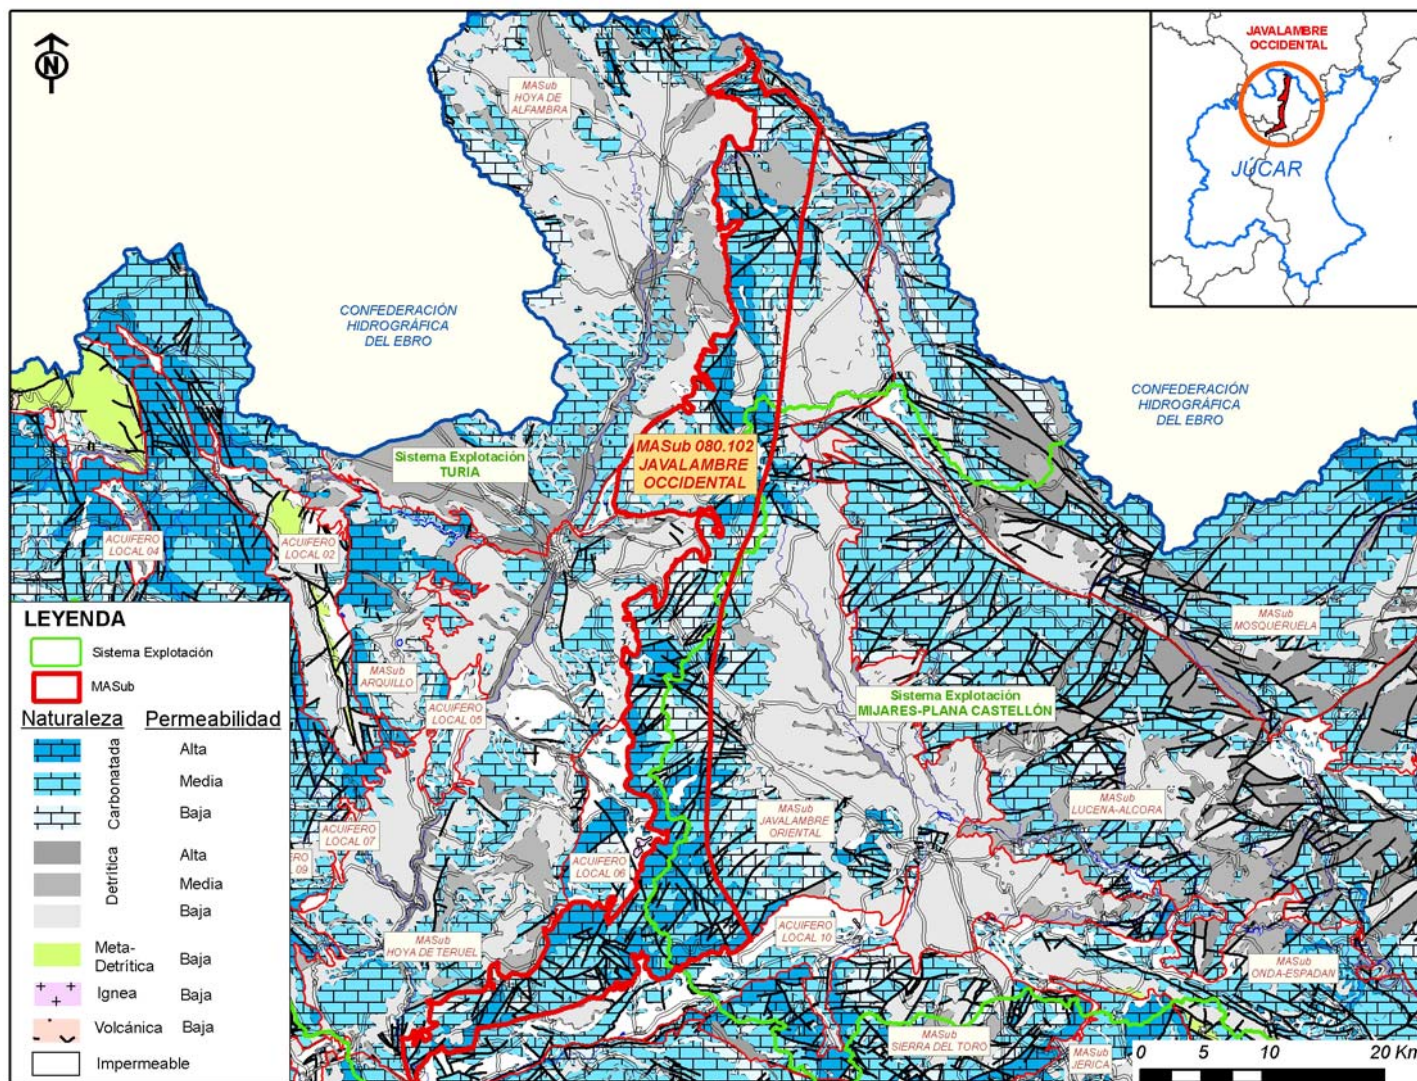 N
MASub
HOYA DE
ALFAMBRA
JAVALAMBRE
OCCIDENTAL
JÚCAR
CONFEDERACIÓN
HIDROGRÁFICA
DEL EBRO
CONFEDERACIÓN
HIDROGRÁFICA
DEL EBRO
Sistema Explotación
TURIA
MASub 080.102
JAVALAMBRE
OCCIDENTAL
ACUIFERO
LOCAL 04
ACUIFERO
LOCAL 02
MASub
MOSQUERUELA
MASub
ARQUILLO
ACUIFERO
LOCAL 05
Sistema Explotación
MIJARES-PLANA CASTELLÓN
MASub
JAVALAMBRE
ORIENTAL
MASub
LUCENA-ALCORA
ACUIFERO
LOCAL 07
09
ACUIFERO
LOCAL 06
MASub
HOYA DE TERUEL
ACUIFERO
LOCAL 10
MASub
ONDA-ESPADAN
MASub
SIERRA DEL TORO
MASub
JERICA
LEYENDA
Sistema Explotación
MASub
Naturaleza Permeabilidad
Carbonatada
Alta
Media
Baja
Detrítica
Alta
Media
Baja
Meta-
Detrítica Baja
Ignea Baja
Volcánica Baja
Impermeable
0 5 10 20 Km